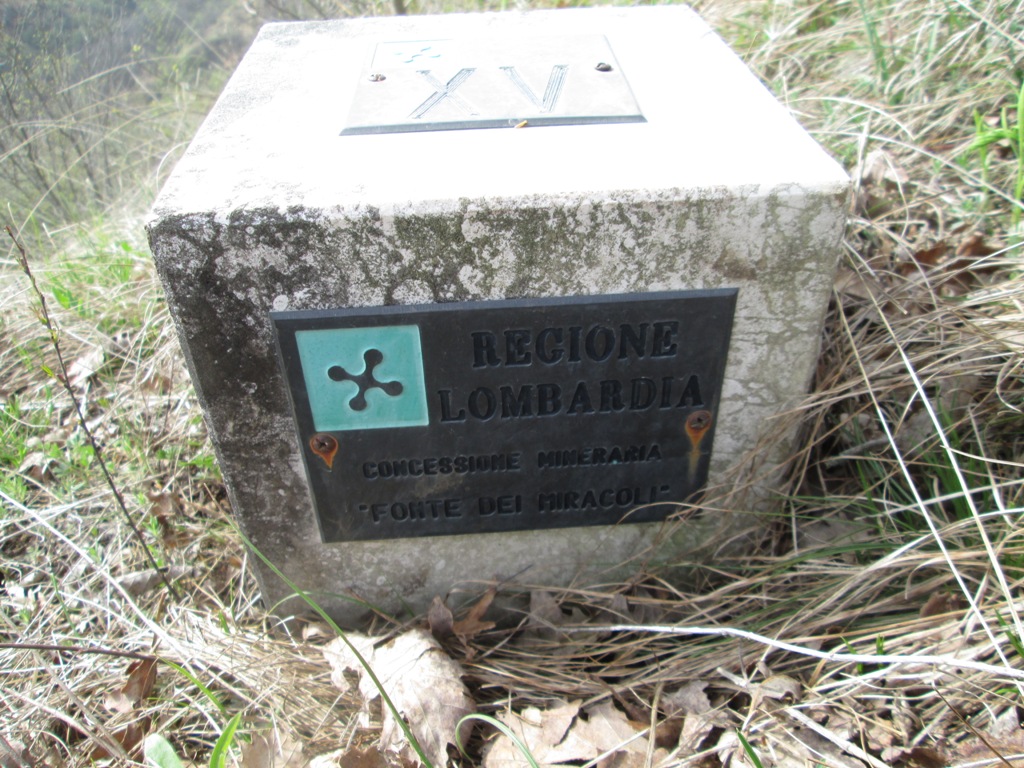 XV
REGIONE
LOMBARDIA
CONCESSIONE MINERARIA
"FONTE DEI MIRACOLI"